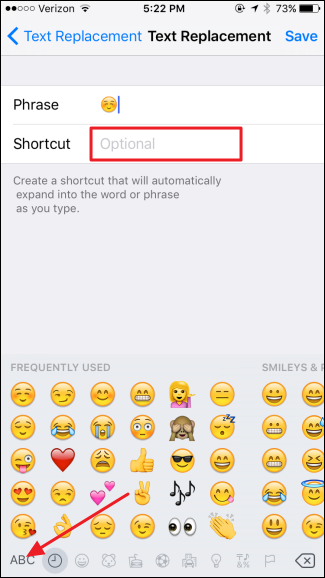 Verizon 5:22 PM 73%
Text Replacement Text Replacement Save
Phrase ☺️
Shortcut Optional
Create a shortcut that will automatically
expand into the word or phrase
as you type.
FREQUENTLY USED SMILEYS & P
ABC